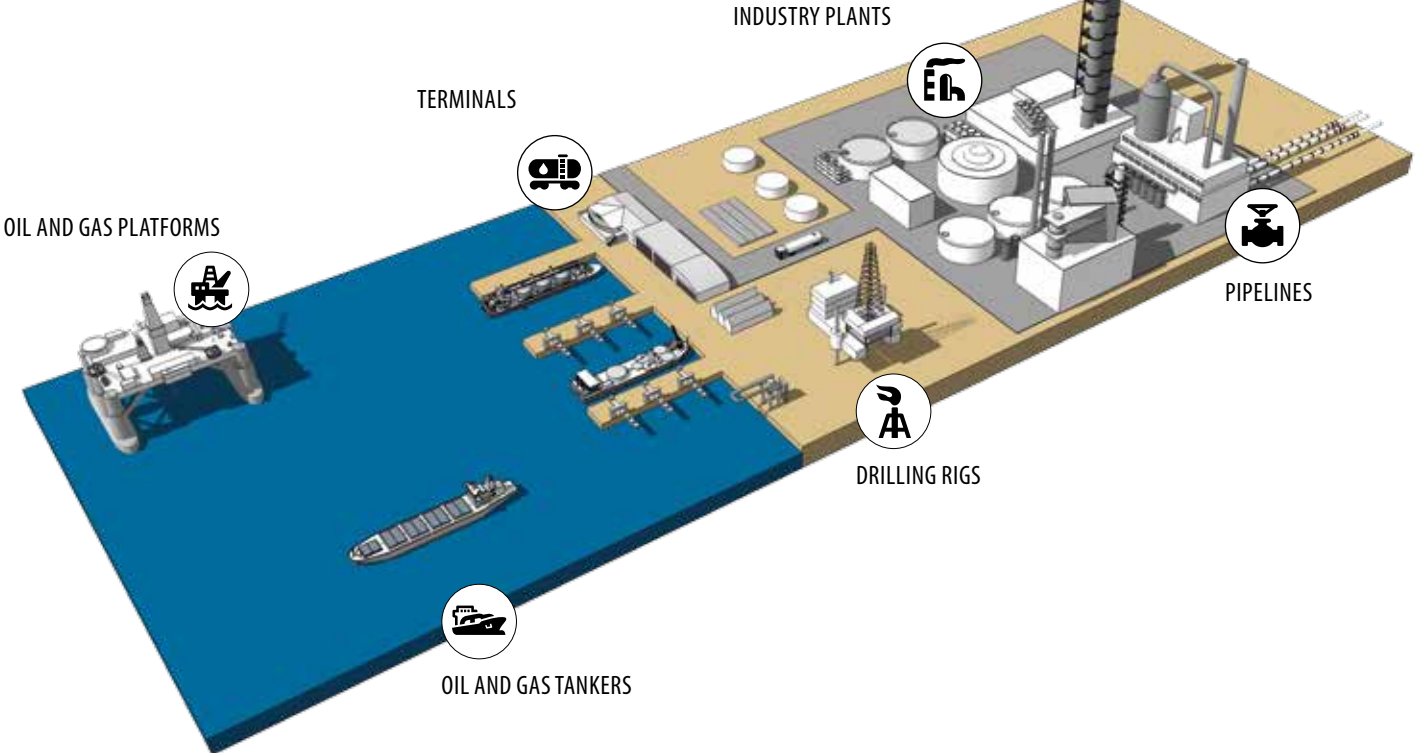 INDUSTRY PLANTS
TERMINALS
OIL AND GAS PLATFORMS
PIPELINES
DRILLING RIGS
OIL AND GAS TANKERS